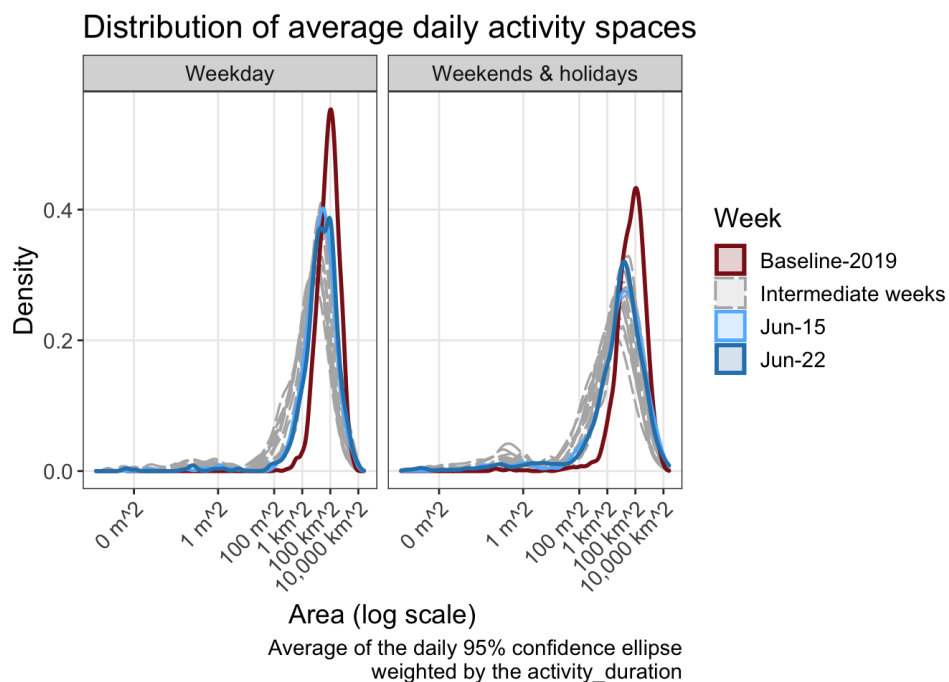 Distribution of average daily activity spaces
Weekday
Weekends & holidays
Density
0.4
0.2
0.0
0 m^2
1 m^2
100 m^2
1 km^2
100 km^2
10,000 km^2
0 m^2
1 m^2
100 m^2
1 km^2
100 km^2
10,000 km^2
Area (log scale)
Average of the daily 95% confidence ellipse
weighted by the activity_duration
Week
Baseline-2019
Intermediate weeks
Jun-15
Jun-22